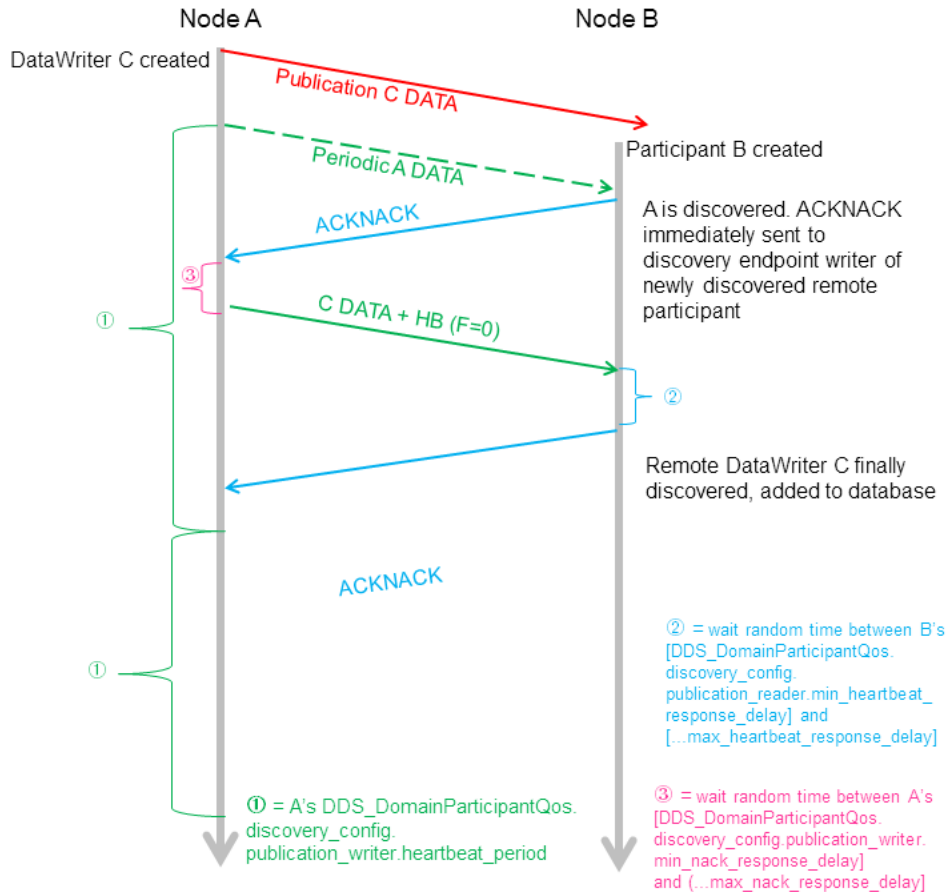 Node A
Node B
DataWriter C created
Publication C DATA
Participant B created
Periodic A DATA
ACKNACK
A is discovered. ACKNACK
immediately sent to
discovery endpoint writer of
newly discovered remote
participant
③
①
C DATA + HB (F=0)
②
Remote DataWriter C finally
discovered, added to database
ACKNACK
①
② = wait random time between B's
[DDS_DomainParticipantQos.
discovery_config.
publication_reader.min_heartbeat_
response_delay] and
[...max_heartbeat_response_delay]
① = A's DDS_DomainParticipantQos.
discovery_config.
publication_writer.heartbeat_period
③ = wait random time between A's
[DDS_DomainParticipantQos.
discovery_config.publication_writer.
min_nack_response_delay]
and (...max_nack_response_delay]